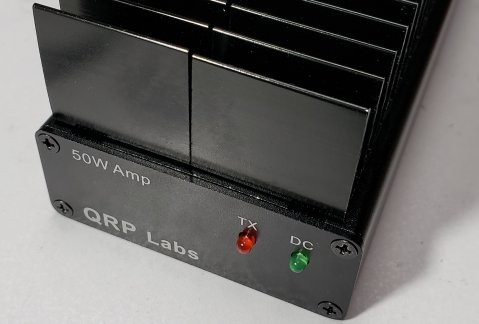 50W Amp
QRP Labs
TX
DC